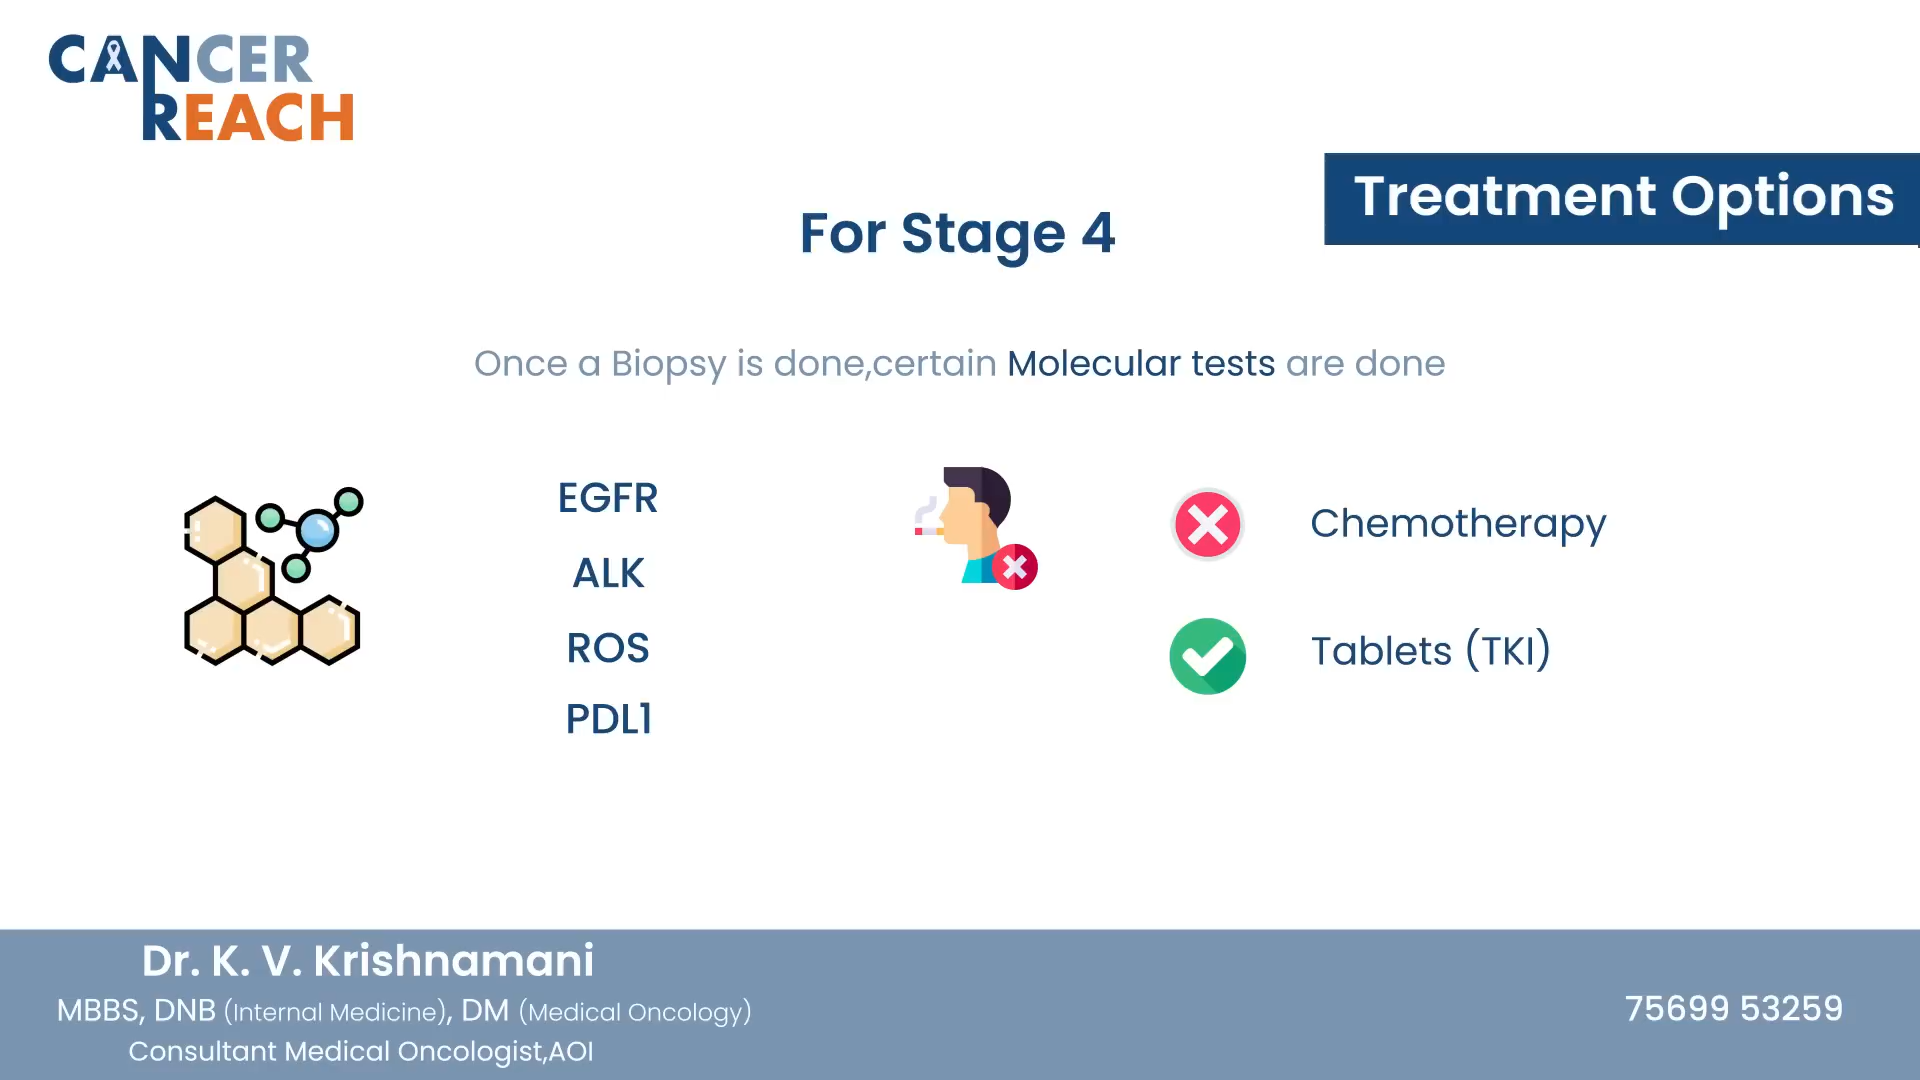 CANCER
REACH
Treatment Options
For Stage 4
Once a Biopsy is done,certain Molecular tests are done
EGFR
ALK
ROS
PDL1
Chemotherapy
Tablets (TKI)
Dr. K. V. Krishnamani
MBBS, DNB (Internal Medicine), DM (Medical Oncology)
Consultant Medical Oncologist,AOI
75699 53259